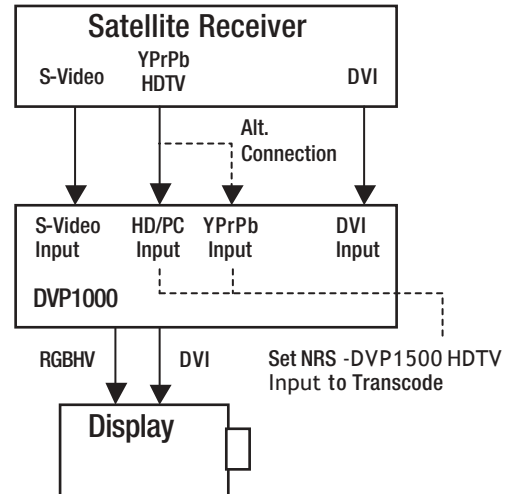 Satellite Receiver
S-Video
YPrPb
HDTV
DVI
Alt.
Connection
S-Video
Input
HD/PC
Input
YPrPb
Input
DVI
Input
DVP1000
RGBHV
DVI
Set NRS -DVP1500 HDTV
Input to Transcode
Display